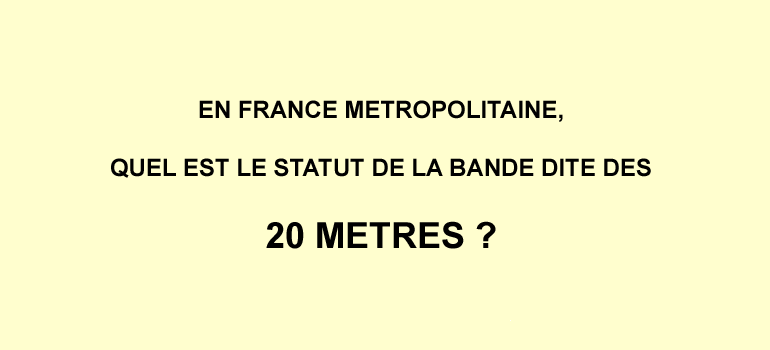 EN FRANCE METROPOLITAINE,
QUEL EST LE STATUT DE LA BANDE DITE DES
20 METRES ?